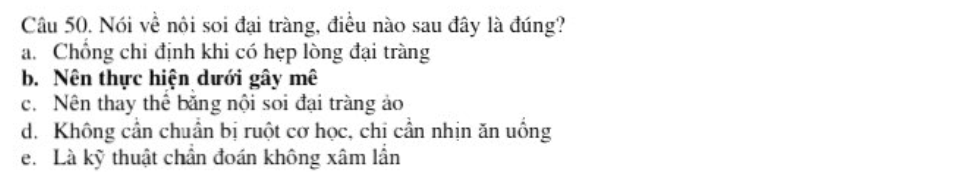 Câu 50. Nói về nội soi đại tràng, điều nào sau đây là đúng?
a. Chống chỉ định khi có hẹp lòng đại tràng
b. Nên thực hiện dưới gây mê
c. Nên thay thế bằng nội soi đại tràng ảo
d. Không cần chuẩn bị ruột cơ học, chỉ cần nhịn ăn uống
e. Là kỹ thuật chẩn đoán không xâm lấn